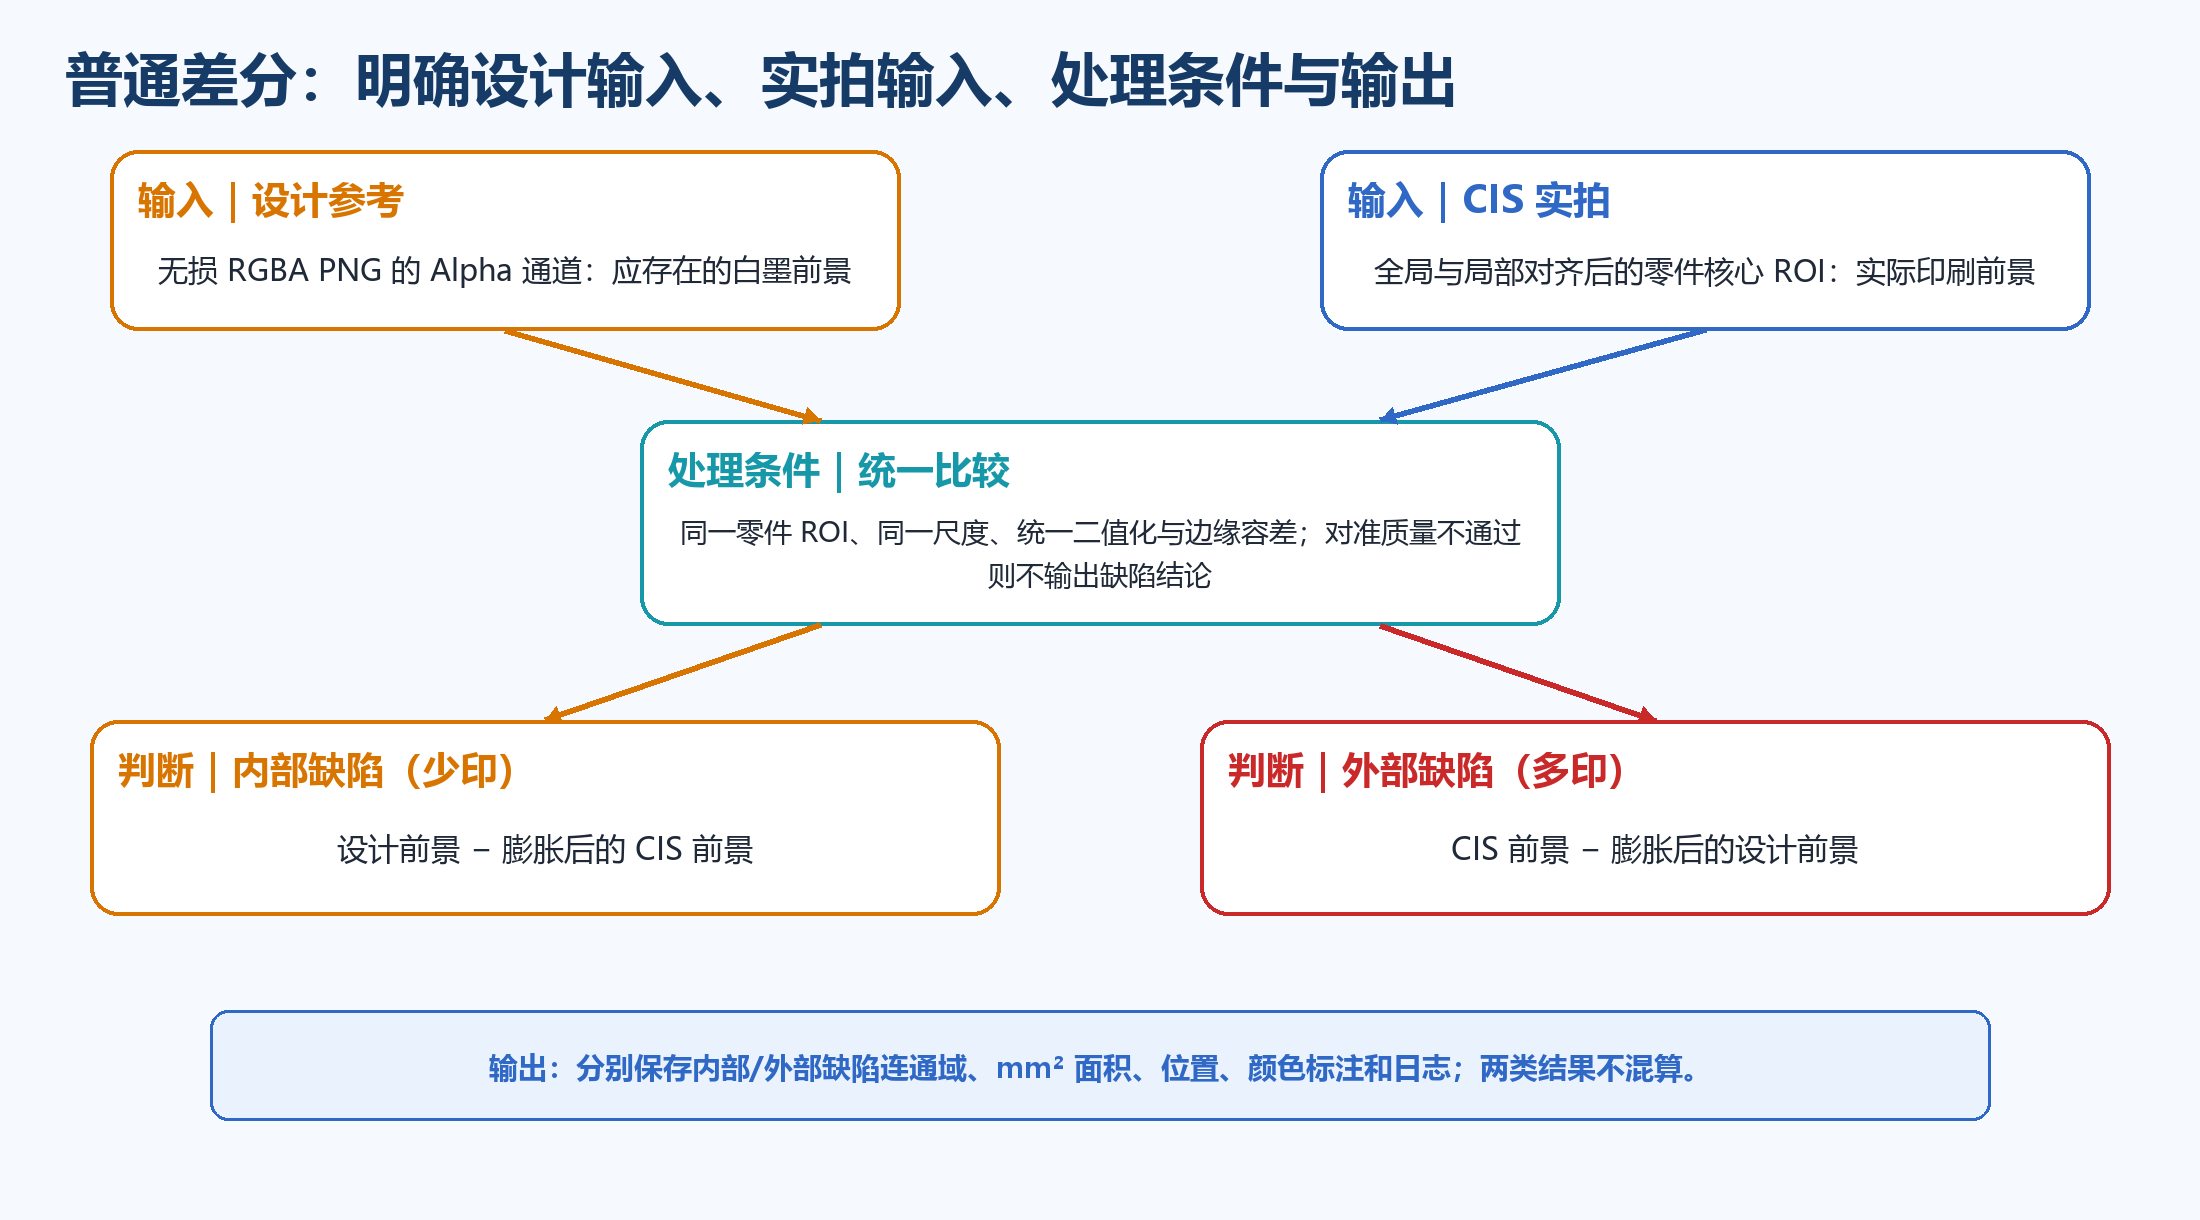 普通差分：明确设计输入、实拍输入、处理条件与输出
输入｜设计参考
无损 RGBA PNG 的 Alpha 通道：应存在的白墨前景
输入｜CIS 实拍
全局与局部对齐后的零件核心 ROI：实际印刷前景
处理条件｜统一比较
同一零件 ROI、同一尺度、统一二值化与边缘容差；对准质量不通过
则不输出缺陷结论
判断｜内部缺陷（少印）
设计前景 − 膨胀后的 CIS 前景
判断｜外部缺陷（多印）
CIS 前景 − 膨胀后的设计前景
输出：分别保存内部/外部缺陷连通域、mm² 面积、位置、颜色标注和日志；两类结果不混算。